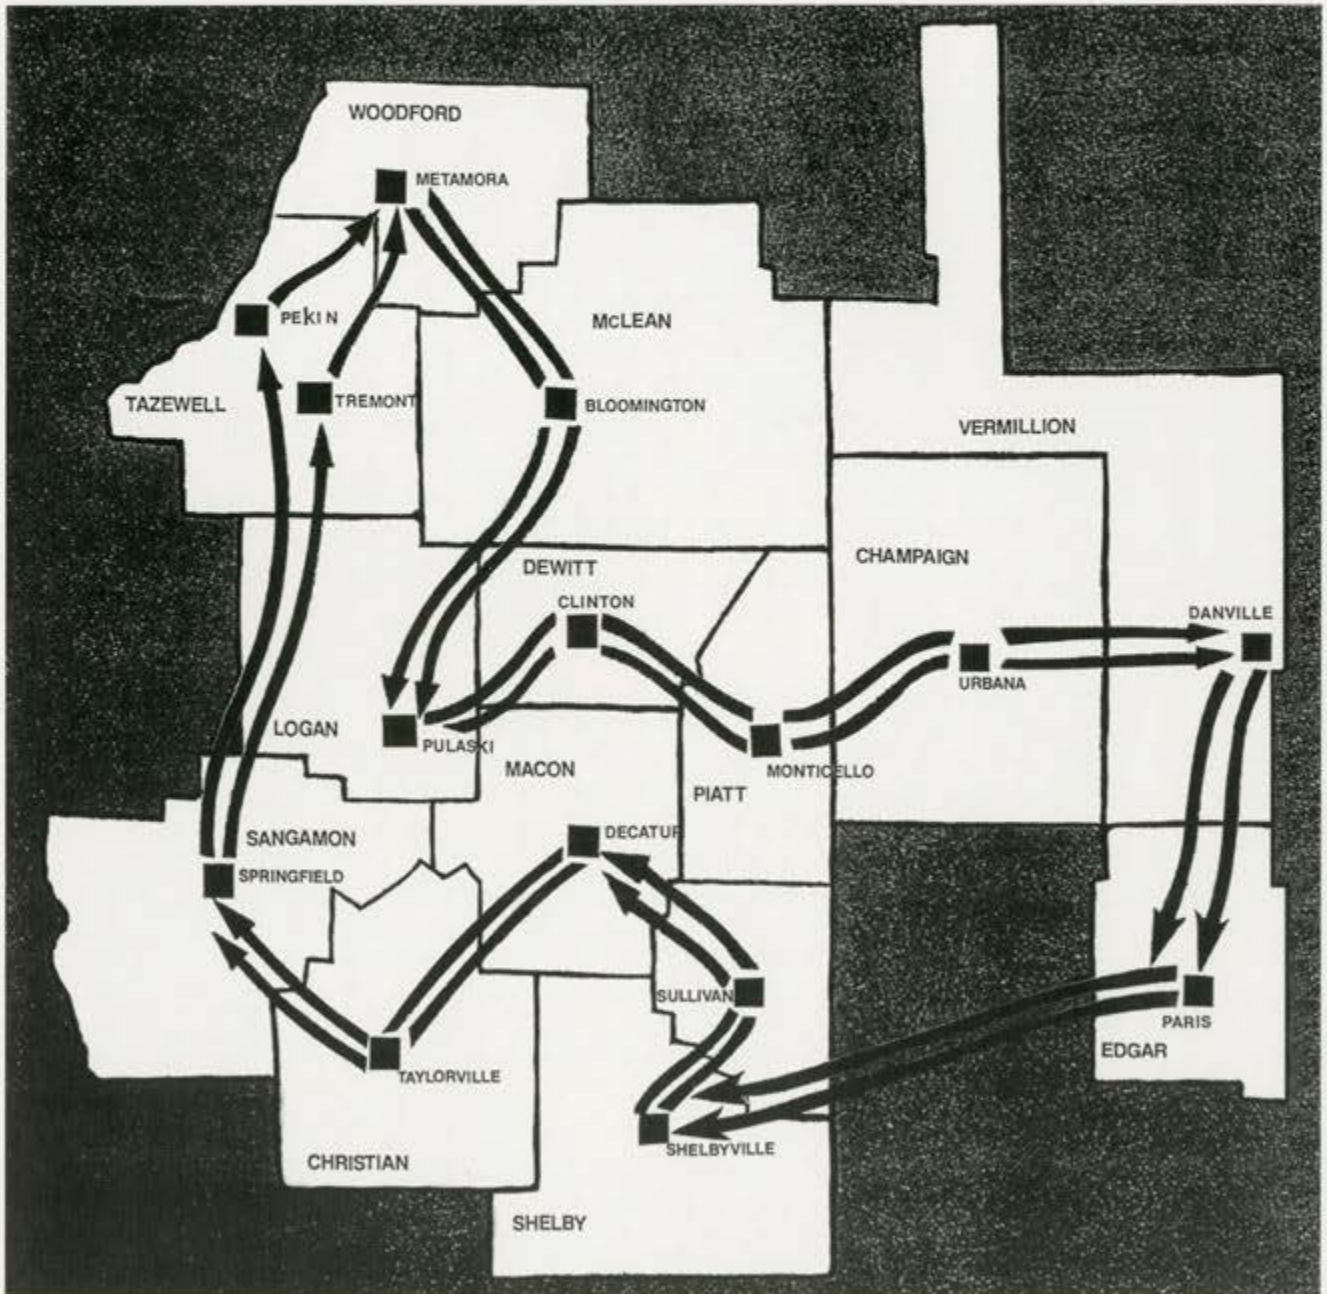 WOODFORD
METAMORA
PEKIN
McLEAN
TAZEWELL
TREMONT
BLOOMINGTON
VERMILLION
CHAMPAIGN
DEWITT
CLINTON
DANVILLE
URBANA
LOGAN
PULASKI
MACON
MONTICELLO
PIATT
SANGAMON
DECATUR
SPRINGFIELD
SULLIVAN
PARIS
EDGAR
TAYLORVILLE
SHELBYVILLE
CHRISTIAN
SHELBY